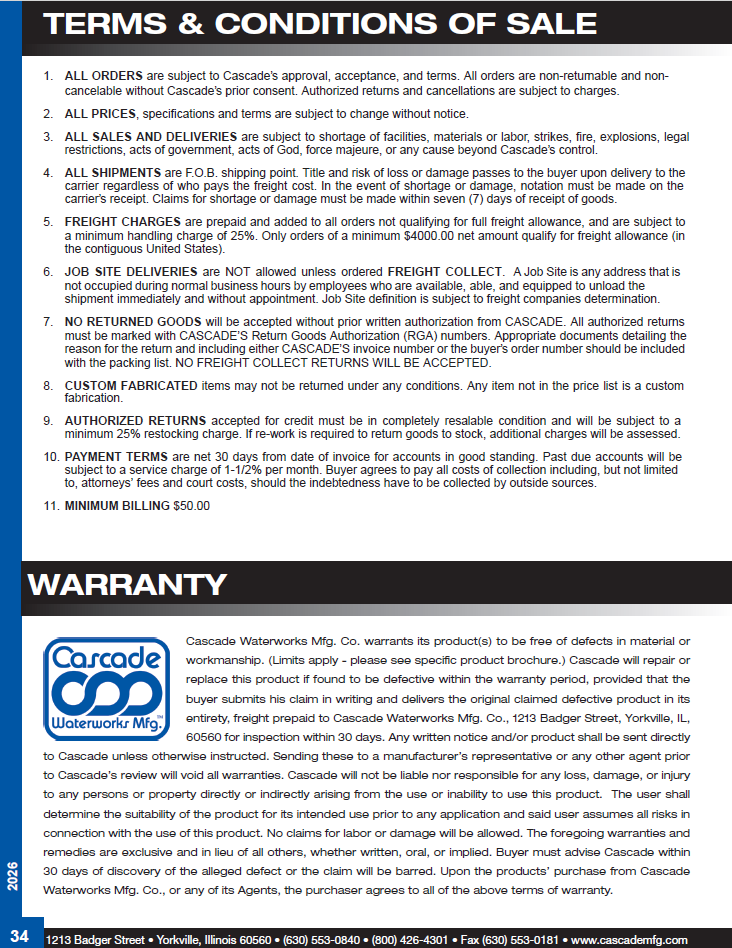 TERMS & CONDITIONS OF SALE
1. ALL ORDERS are subject to Cascade's approval, acceptance, and terms. All orders are non-returnable and non-
cancelable without Cascade's prior consent. Authorized returns and cancellations are subject to charges.
2. ALL PRICES, specifications and terms are subject to change without notice.
3. ALL SALES AND DELIVERIES are subject to shortage of facilities, materials or labor, strikes, fire, explosions, legal
restrictions, acts of government, acts of God, force majeure, or any cause beyond Cascade's control.
4. ALL SHIPMENTS are F.O.B. shipping point. Title and risk of loss or damage passes to the buyer upon delivery to the
carrier regardless of who pays the freight cost. In the event of shortage or damage, notation must be made on the
carrier's receipt. Claims for shortage or damage must be made within seven (7) days of receipt of goods.
5. FREIGHT CHARGES are prepaid and added to all orders not qualifying for full freight allowance, and are subject to
a minimum handling charge of 25%. Only orders of a minimum $4000.00 net amount qualify for freight allowance (in
the contiguous United States).
6. JOB SITE DELIVERIES are NOT allowed unless ordered FREIGHT COLLECT. A Job Site is any address that is
not occupied during normal business hours by employees who are available, able, and equipped to unload the
shipment immediately and without appointment. Job Site definition is subject to freight companies determination.
7. NO RETURNED GOODS will be accepted without prior written authorization from CASCADE. All authorized returns
must be marked with CASCADE'S Return Goods Authorization (RGA) numbers. Appropriate documents detailing the
reason for the return and including either CASCADE'S invoice number or the buyer's order number should be included
with the packing list. NO FREIGHT COLLECT RETURNS WILL BE ACCEPTED.
8. CUSTOM FABRICATED items may not be returned under any conditions. Any item not in the price list is a custom
fabrication.
9. AUTHORIZED RETURNS accepted for credit must be in completely resalable condition and will be subject to a
minimum 25% restocking charge. If re-work is required to return goods to stock, additional charges will be assessed.
10. PAYMENT TERMS are net 30 days from date of invoice for accounts in good standing. Past due accounts will be
subject to a service charge of 1-1/2% per month. Buyer agrees to pay all costs of collection including, but not limited
to, attorneys' fees and court costs, should the indebtedness have to be collected by outside sources.
11. MINIMUM BILLING $50.00
WARRANTY
Cascade
Waterworks Mfg.™
Cascade Waterworks Mfg. Co. warrants its product(s) to be free of defects in material or
workmanship. (Limits apply - please see specific product brochure.) Cascade will repair or
replace this product if found to be defective within the warranty period, provided that the
buyer submits his claim in writing and delivers the original claimed defective product in its
entirety, freight prepaid to Cascade Waterworks Mfg. Co., 1213 Badger Street, Yorkville, IL,
60560 for inspection within 30 days. Any written notice and/or product shall be sent directly
to Cascade unless otherwise instructed. Sending these to a manufacturer's representative or any other agent prior
to Cascade's review will void all warranties. Cascade will not be liable nor responsible for any loss, damage, or injury
to any persons or property directly or indirectly arising from the use or inability to use this product. The user shall
determine the suitability of the product for its intended use prior to any application and said user assumes all risks in
connection with the use of this product. No claims for labor or damage will be allowed. The foregoing warranties and
remedies are exclusive and in lieu of all others, whether written, oral, or implied. Buyer must advise Cascade within
30 days of discovery of the alleged defect or the claim will be barred. Upon the products' purchase from Cascade
Waterworks Mfg. Co., or any of its Agents, the purchaser agrees to all of the above terms of warranty.
2026
34
1213 Badger Street • Yorkville, Illinois 60560 • (630) 553-0840 • (800) 426-4301 • Fax (630) 553-0181 • www.cascademfg.com